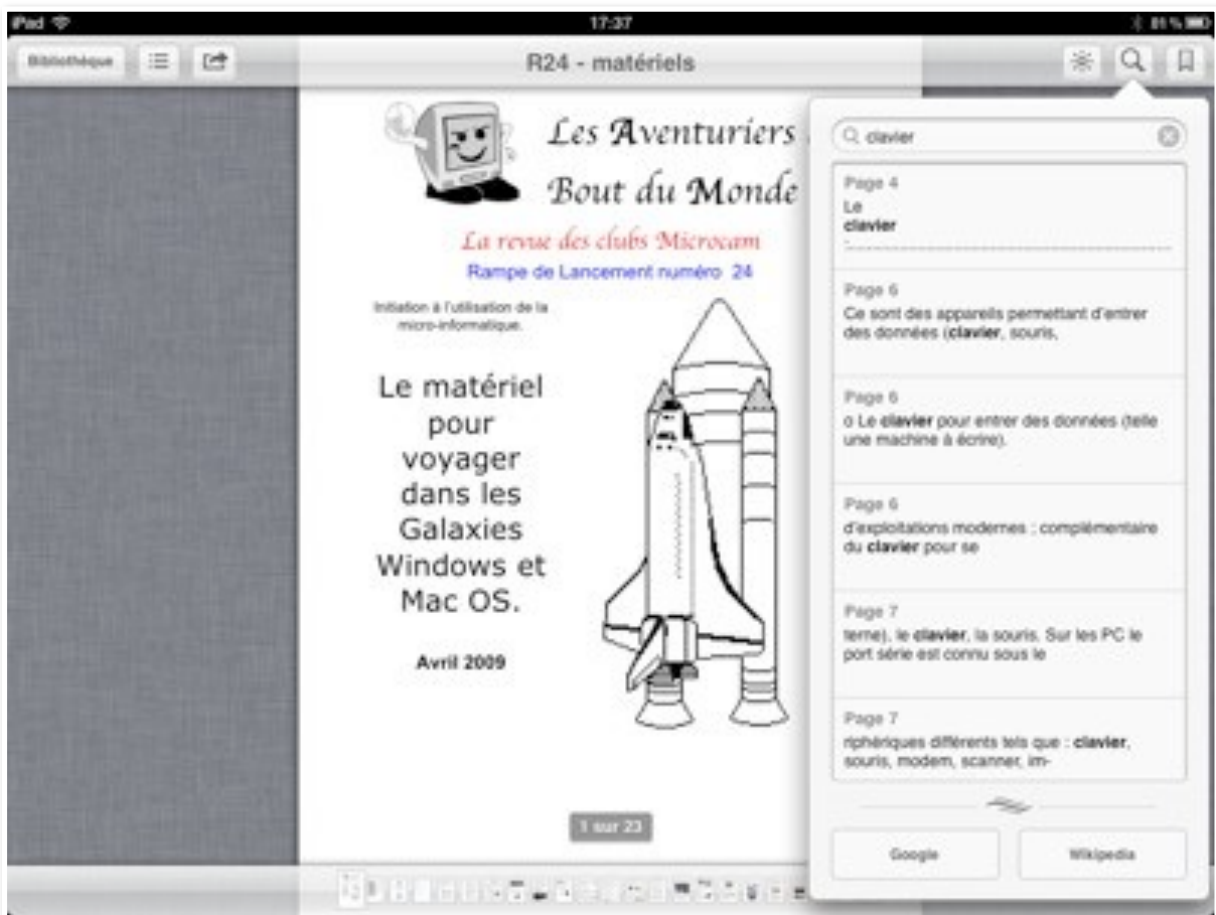 iPad 17:37 81 %
Bibliothèque R24 - matériels
Les Aventuriers
Bout du Monde
La revue des clubs Microcam
Rampe de Lancement numéro 24
Initiation à l'utilisation de la
micro-informatique.
Le matériel
pour
voyager
dans les
Galaxies
Windows et
Mac OS.
Avril 2009
1 sur 23
clavier
Page 4
Le
clavier
Page 6
Ce sont des appareils permettant d'entrer
des données (clavier, souris,
Page 6
o Le clavier pour entrer des données (telle
une machine à écrire).
Page 6
d'exploitations modernes ; complémentaire
du clavier pour se
Page 7
terne), le clavier, la souris. Sur les PC le
port série est connu sous le
Page 7
riphériques différents tels que : clavier,
souris, modem, scanner, im-
Google Wikipedia